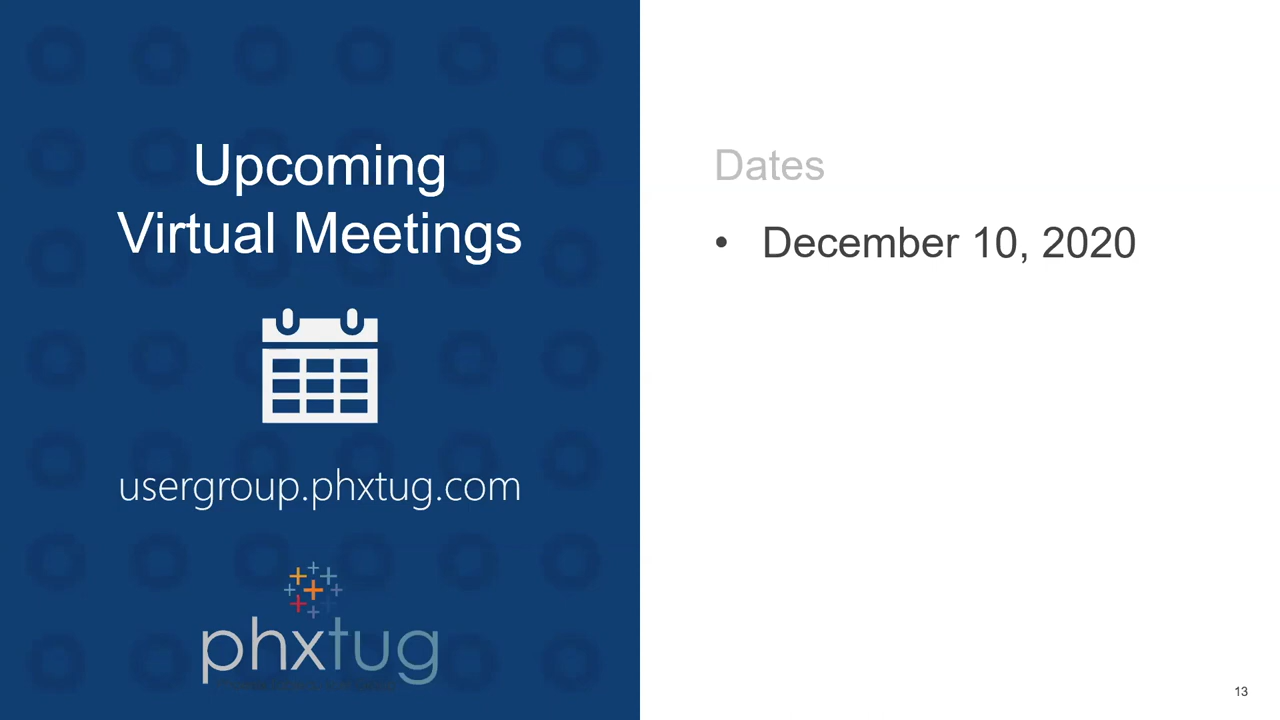 Upcoming
Virtual Meetings
usergroup.phxtug.com
phxtug
Dates
• December 10, 2020
13